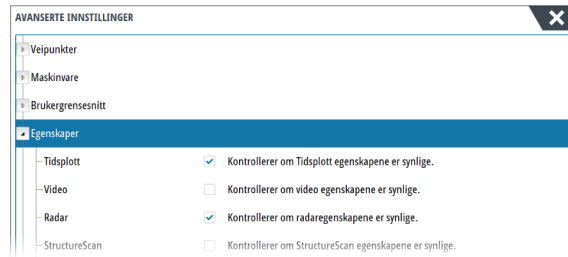 AVANSERTE INNSTILLINGER
Veipunkter
Maskinvare
Brukergrensesnitt
Egenskaper
Tidsplott Kontrollerer om Tidsplott egenskapene er synlige.
Video Kontrollerer om video egenskapene er synlige.
Radar Kontrollerer om radaregenskapene er synlige.
StructureScan Kontrollerer om StructureScan egenskapene er synlige.